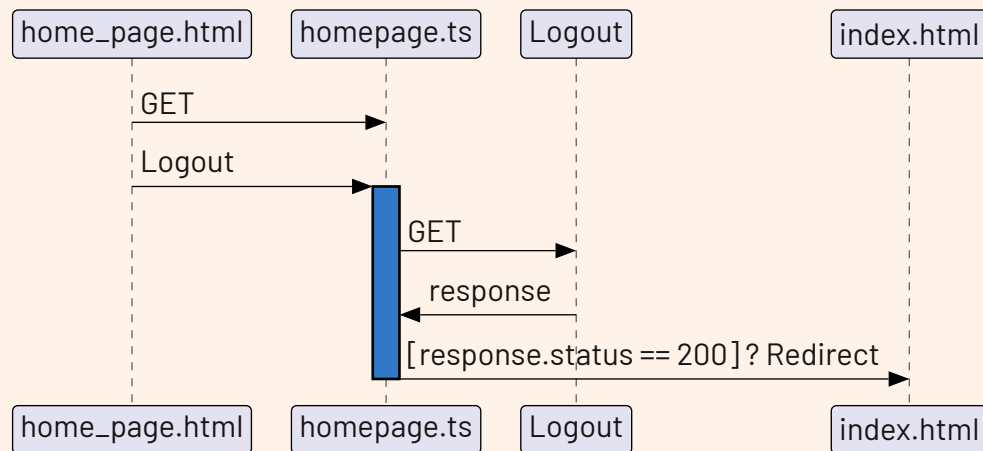 home_page.html homepage.ts Logout index.html
GET
Logout
GET
response
[response.status == 200] ? Redirect
home_page.html homepage.ts Logout index.html